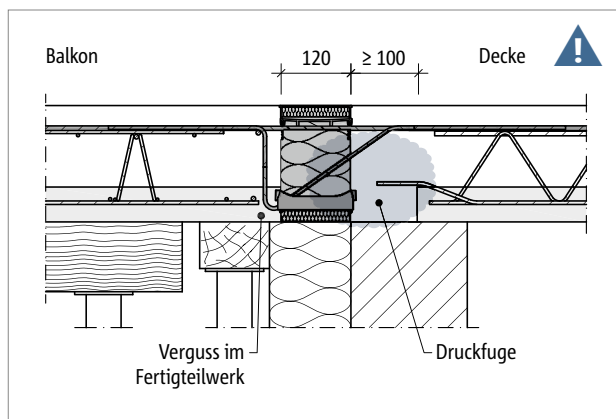 Balkon
120
≥ 100
Decke
Verguss im
Fertigteilwerk
Druckfuge